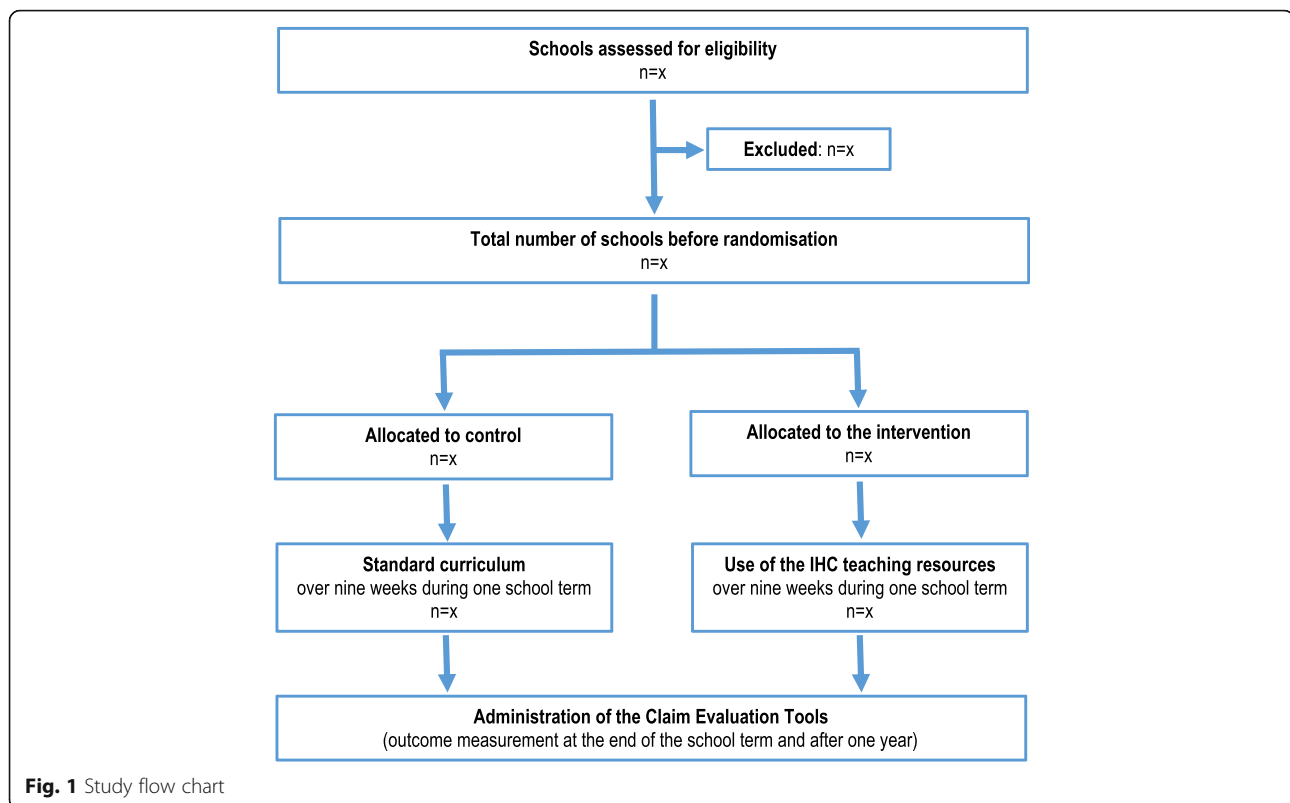 Schools assessed for eligibility
n=x
Excluded: n=x
Total number of schools before randomisation
n=x
Allocated to control
n=x
Allocated to the intervention
n=x
Standard curriculum
over nine weeks during one school term
n=x
Use of the IHC teaching resources
over nine weeks during one school term
n=x
Administration of the Claim Evaluation Tools
(outcome measurement at the end of the school term and after one year)
Fig. 1 Study flow chart